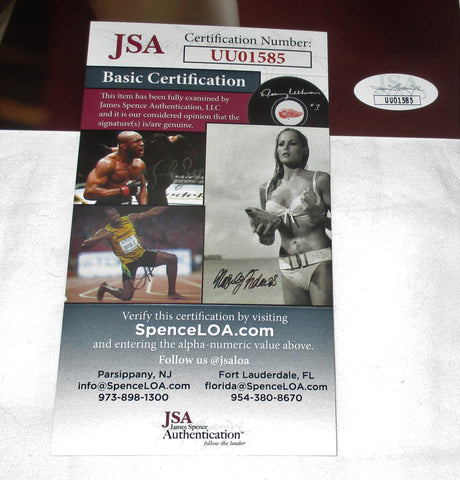 JSA
Certification Number:
UU01585
Basic Certification
This item has been fully examined by
James Spence Authentication, LLC
and it is our considered opinion that the
signature(s) is/are genuine.
Verify this certification by visiting
SpenceLOA.com
and entering the alpha-numeric value above.
Follow us @jsaloa
Parsippany, NJ
info@SpenceLOA.com
973-898-1300
Fort Lauderdale, FL
florida@SpenceLOA.com
954-380-8670
JSA
James Spence
Authentication™
follow the leader
UU01585